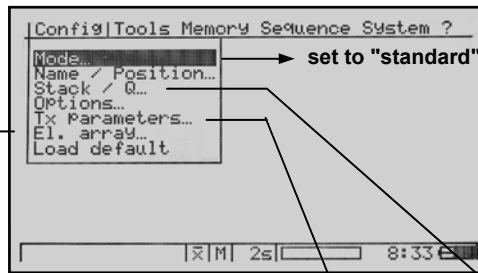 Config Tools Memory Sequence System ?
Mode…
set to "standard"
Name / Position…
Stack / Q…
Options…
Tx Parameters…
El. array…
Load default
x̅ M 2s 8:33